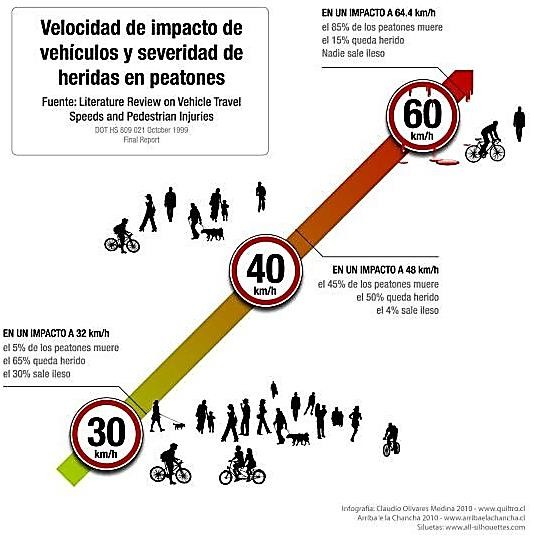 Velocidad de impacto de
vehículos y severidad de
heridas en peatones
Fuente: Literature Review on Vehicle Travel
Speeds and Pedestrian Injuries
DOT HS 809 021 October 1999
Final Report
EN UN IMPACTO A 64.4 km/h
el 85% de los peatones muere
el 15% queda herido
Nadie sale ileso
60
km/h
40
km/h
EN UN IMPACTO A 48 km/h
el 45% de los peatones muere
el 50% queda herido
el 4% sale ileso
EN UN IMPACTO A 32 km/h
el 5% de los peatones muere
el 65% queda herido
el 30% sale ileso
30
km/h
Infografía: Claudio Olivares Medina 2010 - www.quiltro.cl
Arriba 'e la Chancha 2010 - www.arribaelachancha.cl
Siluetas: www.all-silhouettes.com